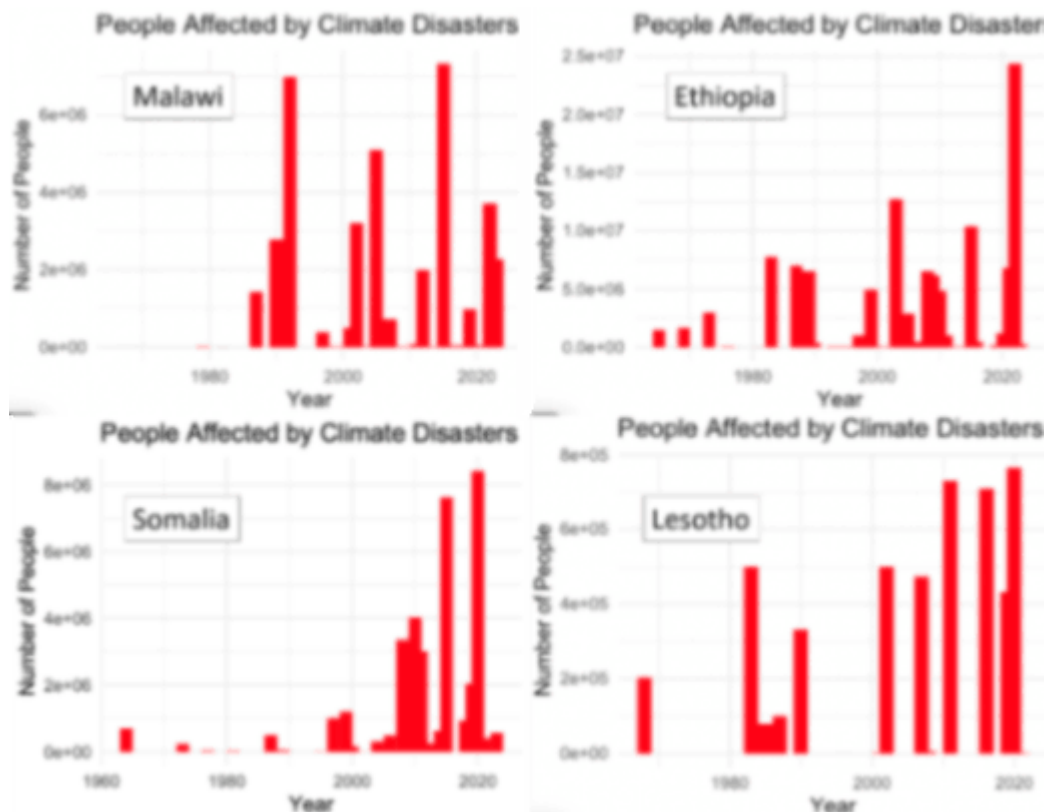 People Affected by Climate Disasters
Malawi
Number of People
6e+06
4e+06
2e+06
0e+00
1980 2000 2020
Year
People Affected by Climate Disasters
Ethiopia
Number of People
2.5e+07
2.0e+07
1.5e+07
1.0e+07
5.0e+06
0.0e+00
1980 2000 2020
Year
People Affected by Climate Disasters
Somalia
Number of People
8e+06
6e+06
4e+06
2e+06
0e+00
1960 1980 2000 2020
Year
People Affected by Climate Disasters
Lesotho
Number of People
8e+05
6e+05
4e+05
2e+05
0e+00
1980 2000 2020
Year